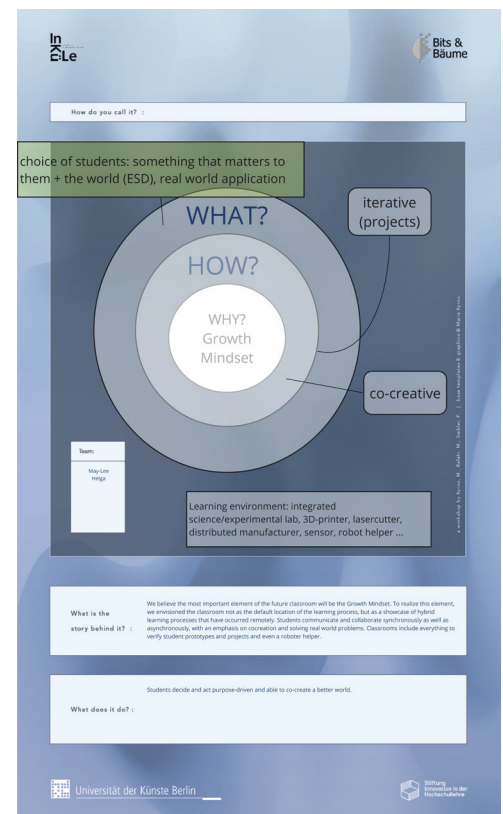 In
KÜLe
Bits &
Bäume
How do you call it? :
choice of students: something that matters to
them + the world (ESD), real world application
WHAT?
iterative
(projects)
HOW?
WHY?
Growth
Mindset
co-creative
Team:
May-Lee
Helga
Learning environment: integrated
science/experimental lab, 3D-printer, lasercutter,
distributed manufacturer, sensor, robot helper ...
What is the
story behind it? :
We believe the most important element of the future classroom will be the Growth Mindset. To realize this element,
we envisioned the classroom not as the default location of the learning process, but as a showcase of hybrid
learning processes that have occurred remotely. Students communicate and collaborate synchronously as well as
asynchronously, with an emphasis on cocreation and solving real world problems. Classrooms include everything to
verify student prototypes and projects and even a roboter helper.
What does it do? :
Students decide and act purpose-driven and able to co-create a better world.
Universität der Künste Berlin
Stiftung
Innovation in der
Hochschullehre